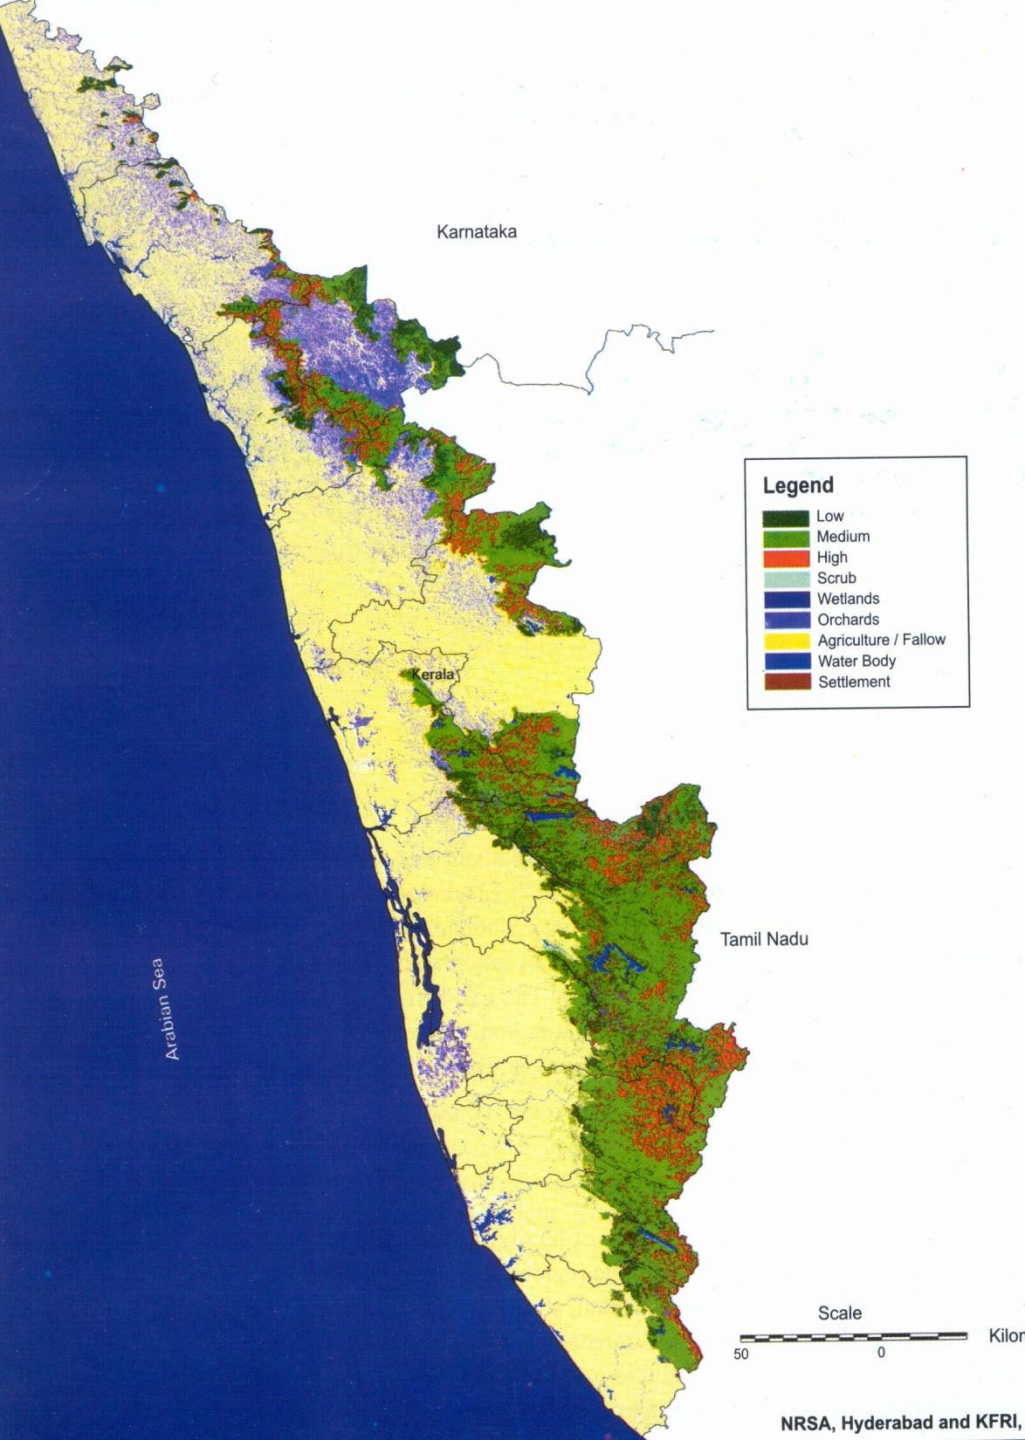 Karnataka
Legend
Low
Medium
High
Scrub
Wetlands
Orchards
Agriculture / Fallow
Water Body
Settlement
Kerala
Tamil Nadu
Arabian Sea
Scale
50 0
NRSA, Hyderabad and KFRI,